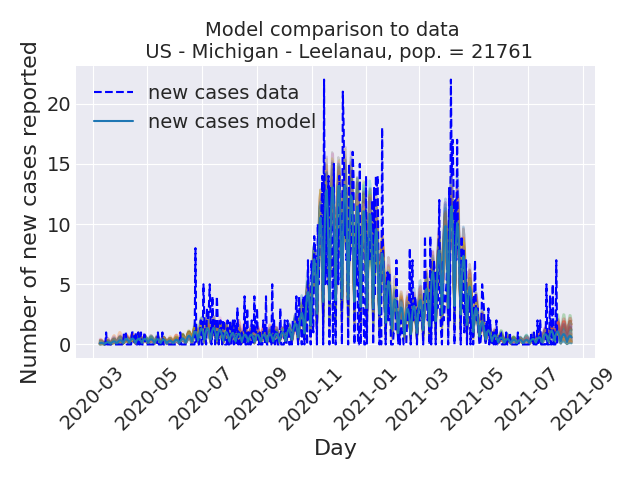 Model comparison to data
US - Michigan - Leelanau, pop. = 21761
Number of new cases reported
20
15
10
5
0
new cases data
new cases model
2020-03
2020-05
2020-07
2020-09
2020-11
2021-01
2021-03
2021-05
2021-07
2021-09
Day